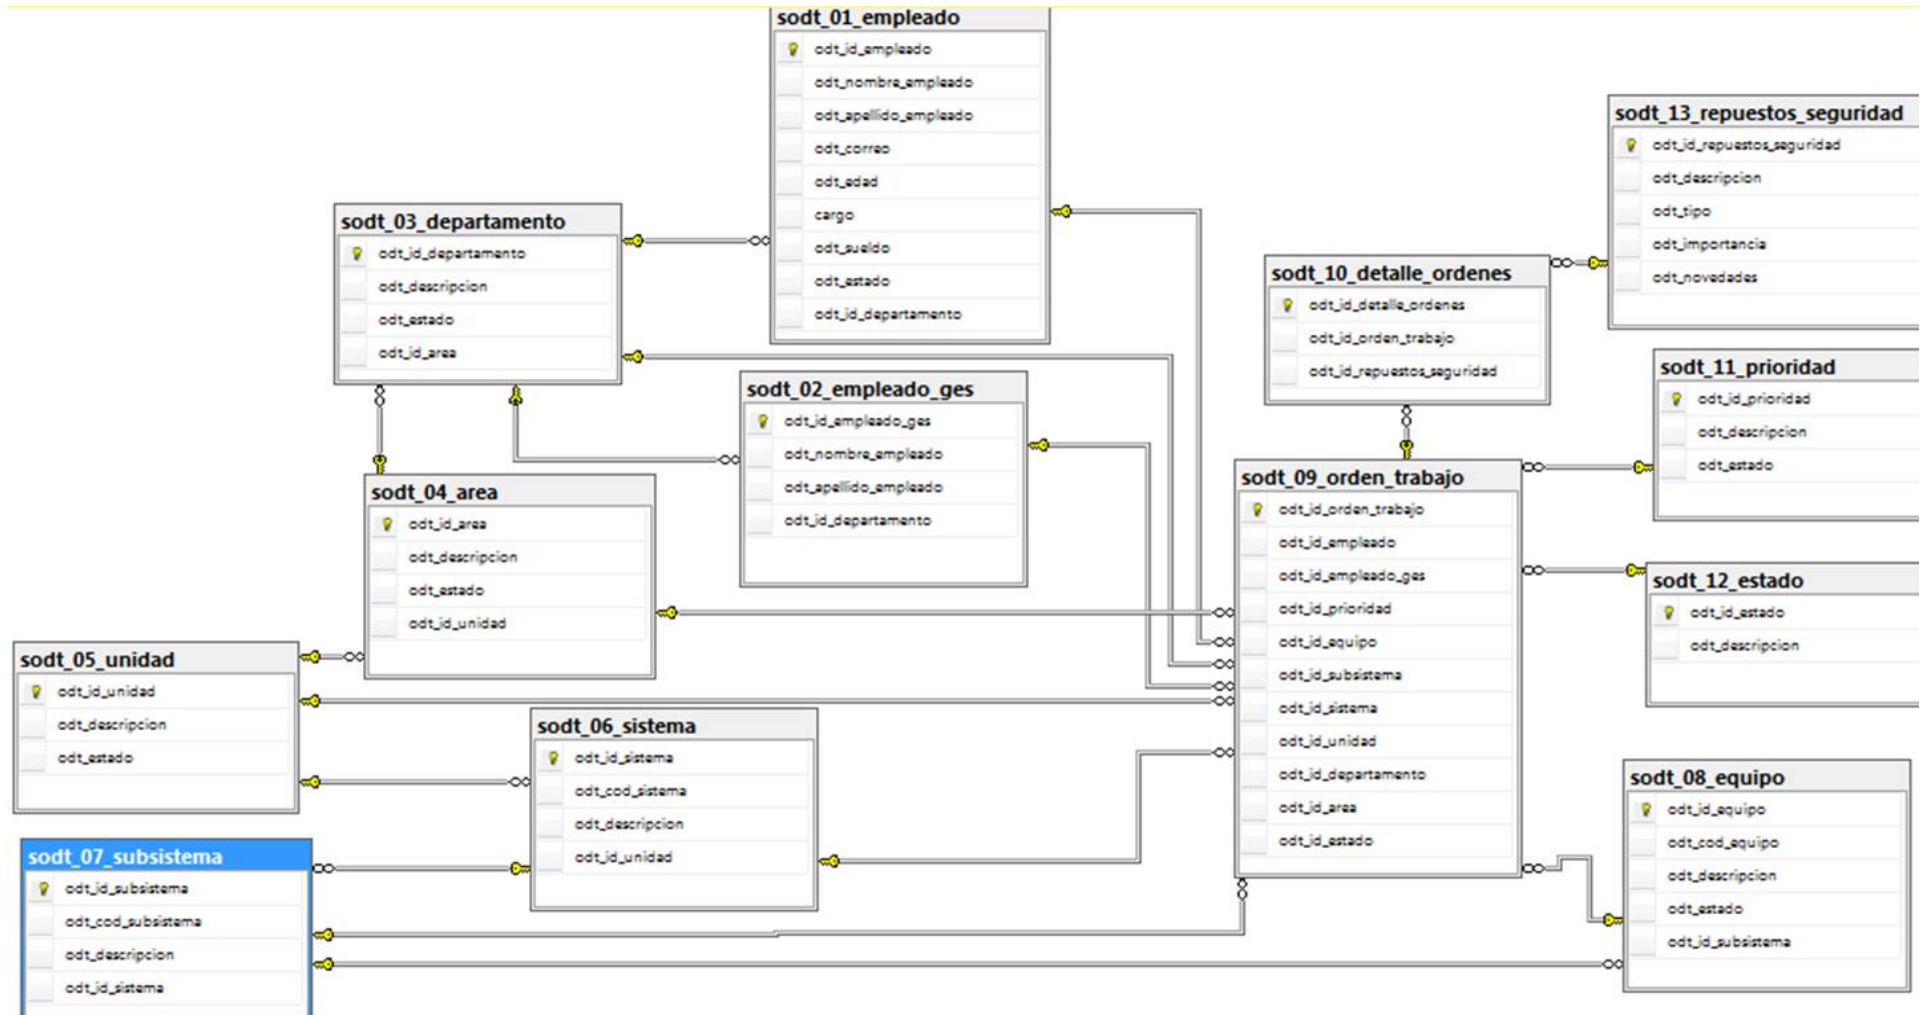 sodt_01_empleado
odt_id_empleado
odt_nombre_empleado
odt_apellido_empleado
odt_correo
odt_edad
cargo
odt_sueldo
odt_estado
odt_id_departamento
sodt_13_repuestos_seguridad
odt_id_repuestos_seguridad
odt_descripcion
odt_tipo
odt_importancia
odt_novedades
sodt_03_departamento
odt_id_departamento
odt_descripcion
odt_estado
odt_id_area
sodt_10_detalle_ordenes
odt_id_detalle_ordenes
odt_id_orden_trabajo
odt_id_repuestos_seguridad
sodt_11_prioridad
odt_id_prioridad
odt_descripcion
odt_estado
sodt_02_empleado_ges
odt_id_empleado_ges
odt_nombre_empleado
odt_apellido_empleado
odt_id_departamento
sodt_09_orden_trabajo
odt_id_orden_trabajo
odt_id_empleado
odt_id_empleado_ges
odt_id_prioridad
odt_id_equipo
odt_id_subsistema
odt_id_sistema
odt_id_unidad
odt_id_departamento
odt_id_area
odt_id_estado
sodt_04_area
odt_id_area
odt_descripcion
odt_estado
odt_id_unidad
sodt_12_estado
odt_id_estado
odt_descripcion
sodt_05_unidad
odt_id_unidad
odt_descripcion
odt_estado
sodt_06_sistema
odt_id_sistema
odt_cod_sistema
odt_descripcion
odt_id_unidad
sodt_08_equipo
odt_id_equipo
odt_cod_equipo
odt_descripcion
odt_estado
odt_id_subsistema
sodt_07_subsistema
odt_id_subsistema
odt_cod_subsistema
odt_descripcion
odt_id_sistema